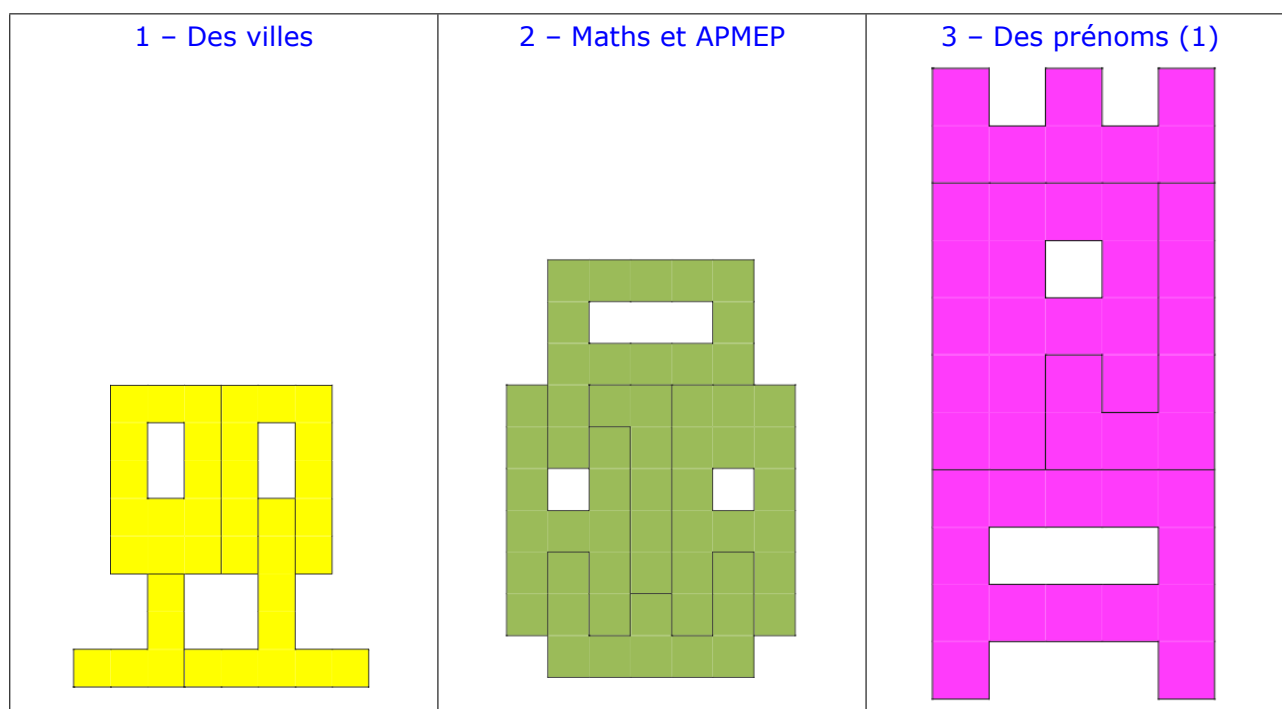 1 – Des villes
2 – Maths et APMEP
3 – Des prénoms (1)